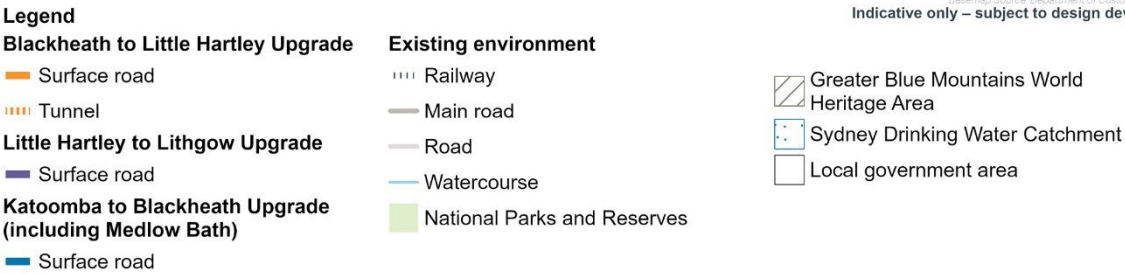 Indicative only – subject to design dev
Legend
Blackheath to Little Hartley Upgrade
Surface road
Tunnel
Little Hartley to Lithgow Upgrade
Surface road
Katoomba to Blackheath Upgrade
(including Medlow Bath)
Surface road
Existing environment
Railway
Main road
Road
Watercourse
National Parks and Reserves
Greater Blue Mountains World
Heritage Area
Sydney Drinking Water Catchment
Local government area